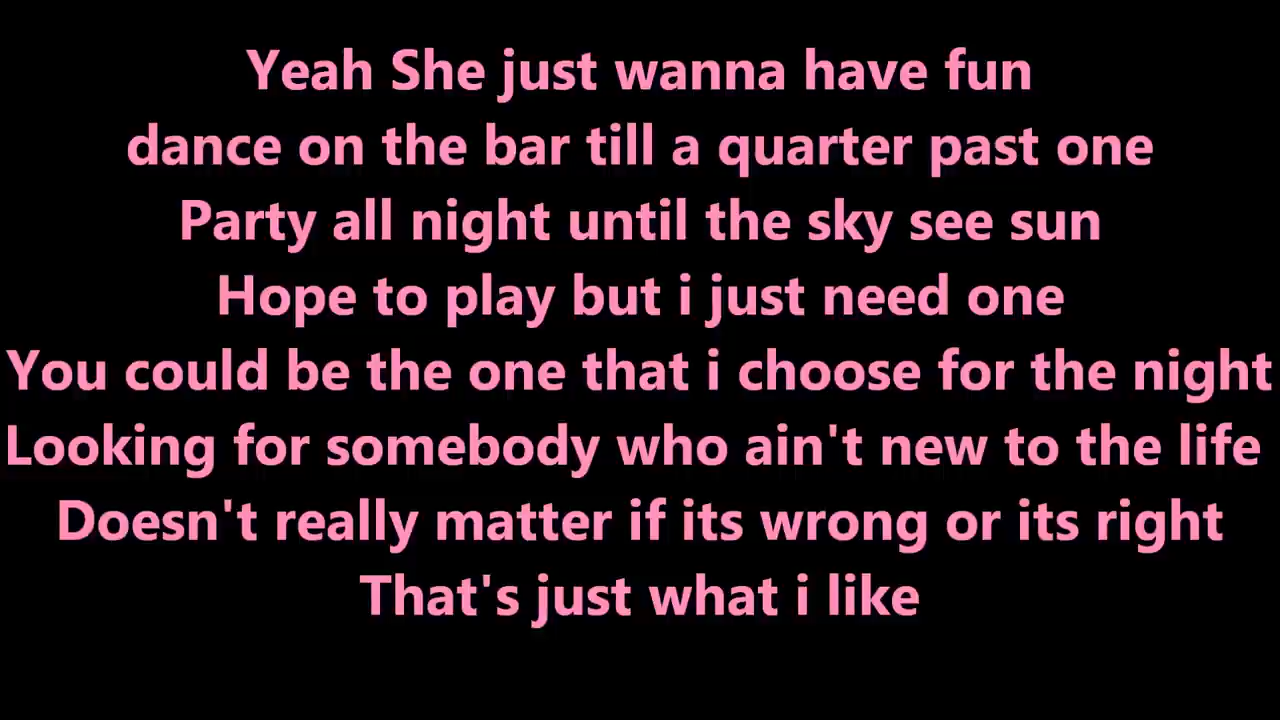 Yeah She just wanna have fun
dance on the bar till a quarter past one
Party all night until the sky see sun
Hope to play but i just need one
You could be the one that i choose for the night
Looking for somebody who ain't new to the life
Doesn't really matter if its wrong or its right
That's just what i like